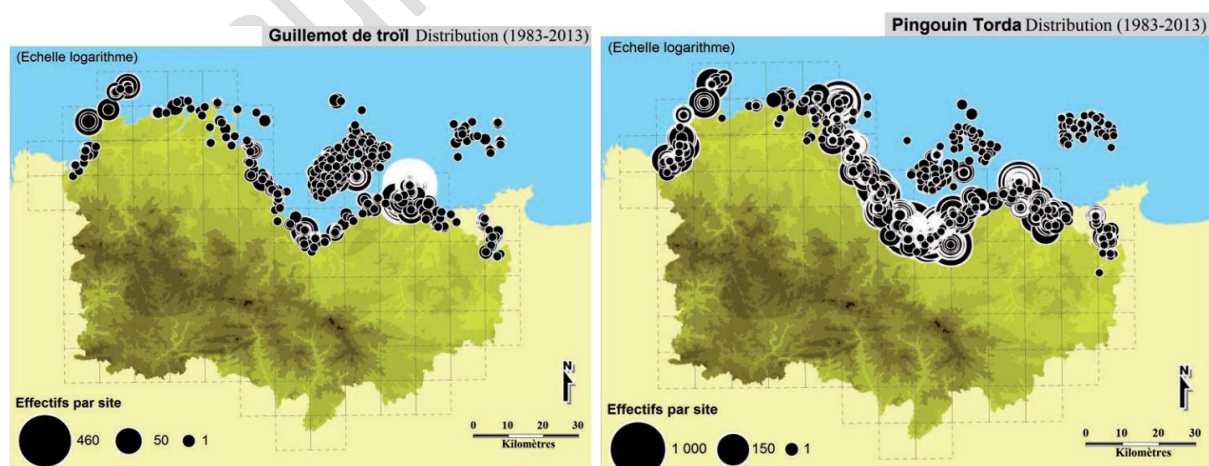 Guillemot de troïl Distribution (1983-2013)
(Echelle logarithme)
N
Effectifs par site
460 50 1
0 10 20 30
Kilomètres
Pingouin Torda Distribution (1983-2013)
(Echelle logarithme)
N
Effectifs par site
1 000 150 1
0 10 20 30
Kilomètres